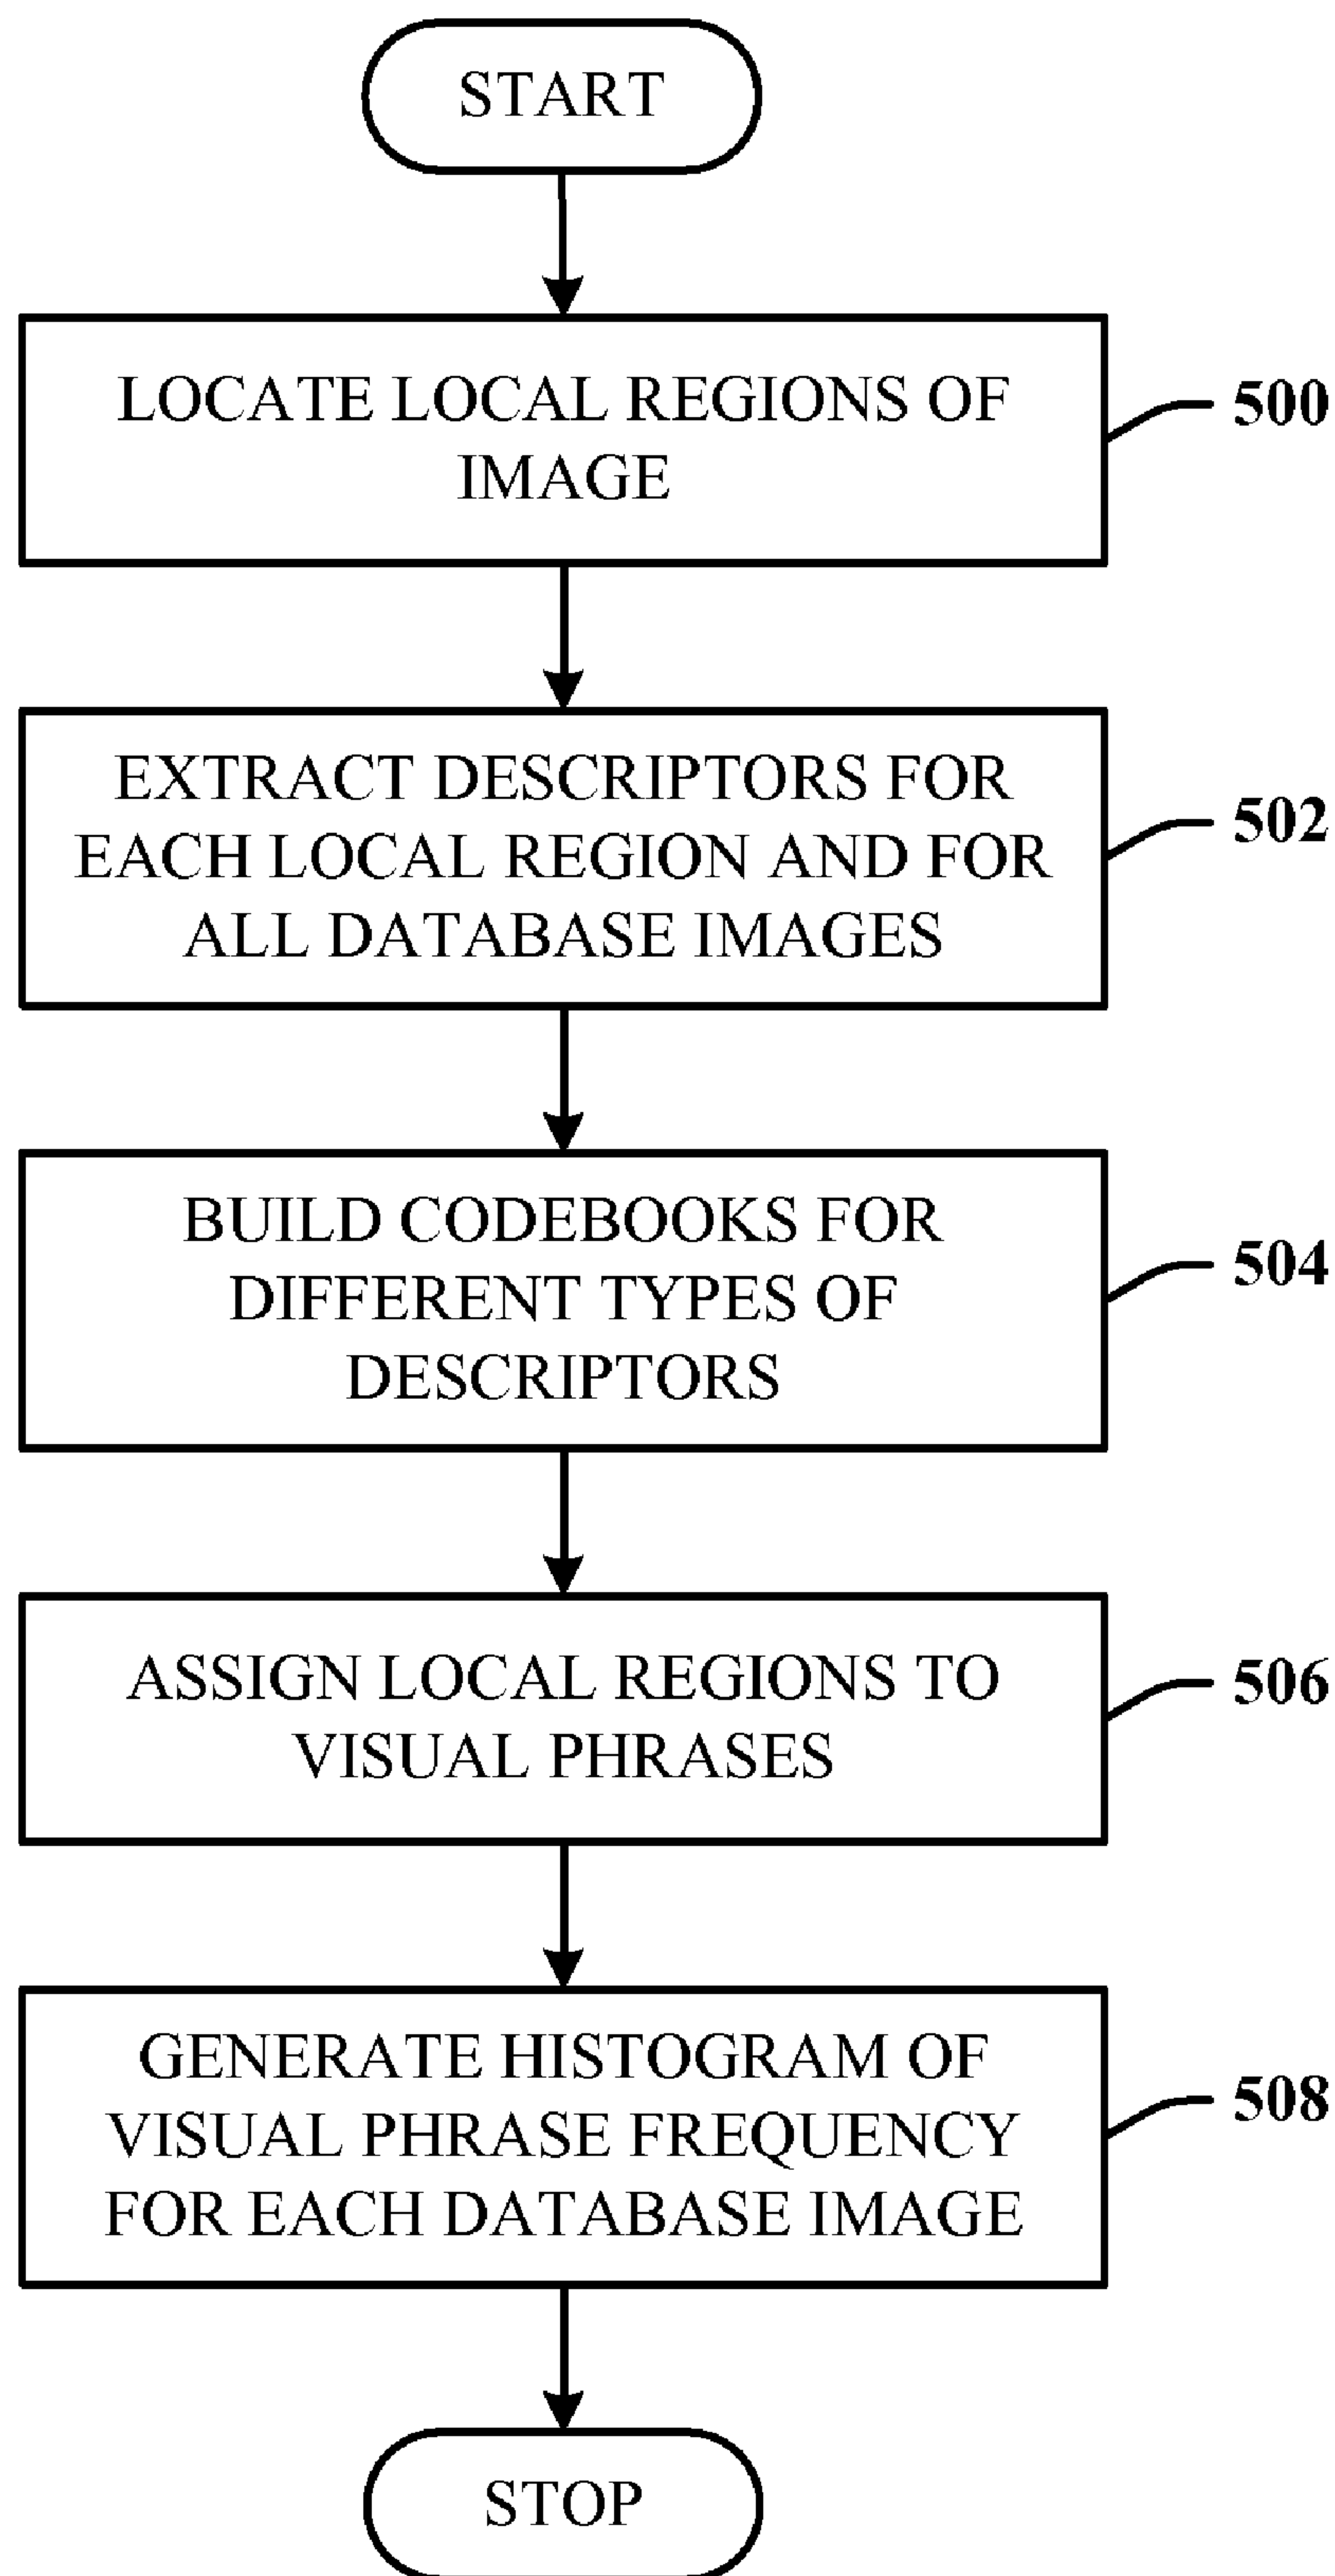 START
LOCATE LOCAL REGIONS OF
IMAGE
500
EXTRACT DESCRIPTORS FOR
EACH LOCAL REGION AND FOR
ALL DATABASE IMAGES
502
BUILD CODEBOOKS FOR
DIFFERENT TYPES OF
DESCRIPTORS
504
ASSIGN LOCAL REGIONS TO
VISUAL PHRASES
506
GENERATE HISTOGRAM OF
VISUAL PHRASE FREQUENCY
FOR EACH DATABASE IMAGE
508
STOP